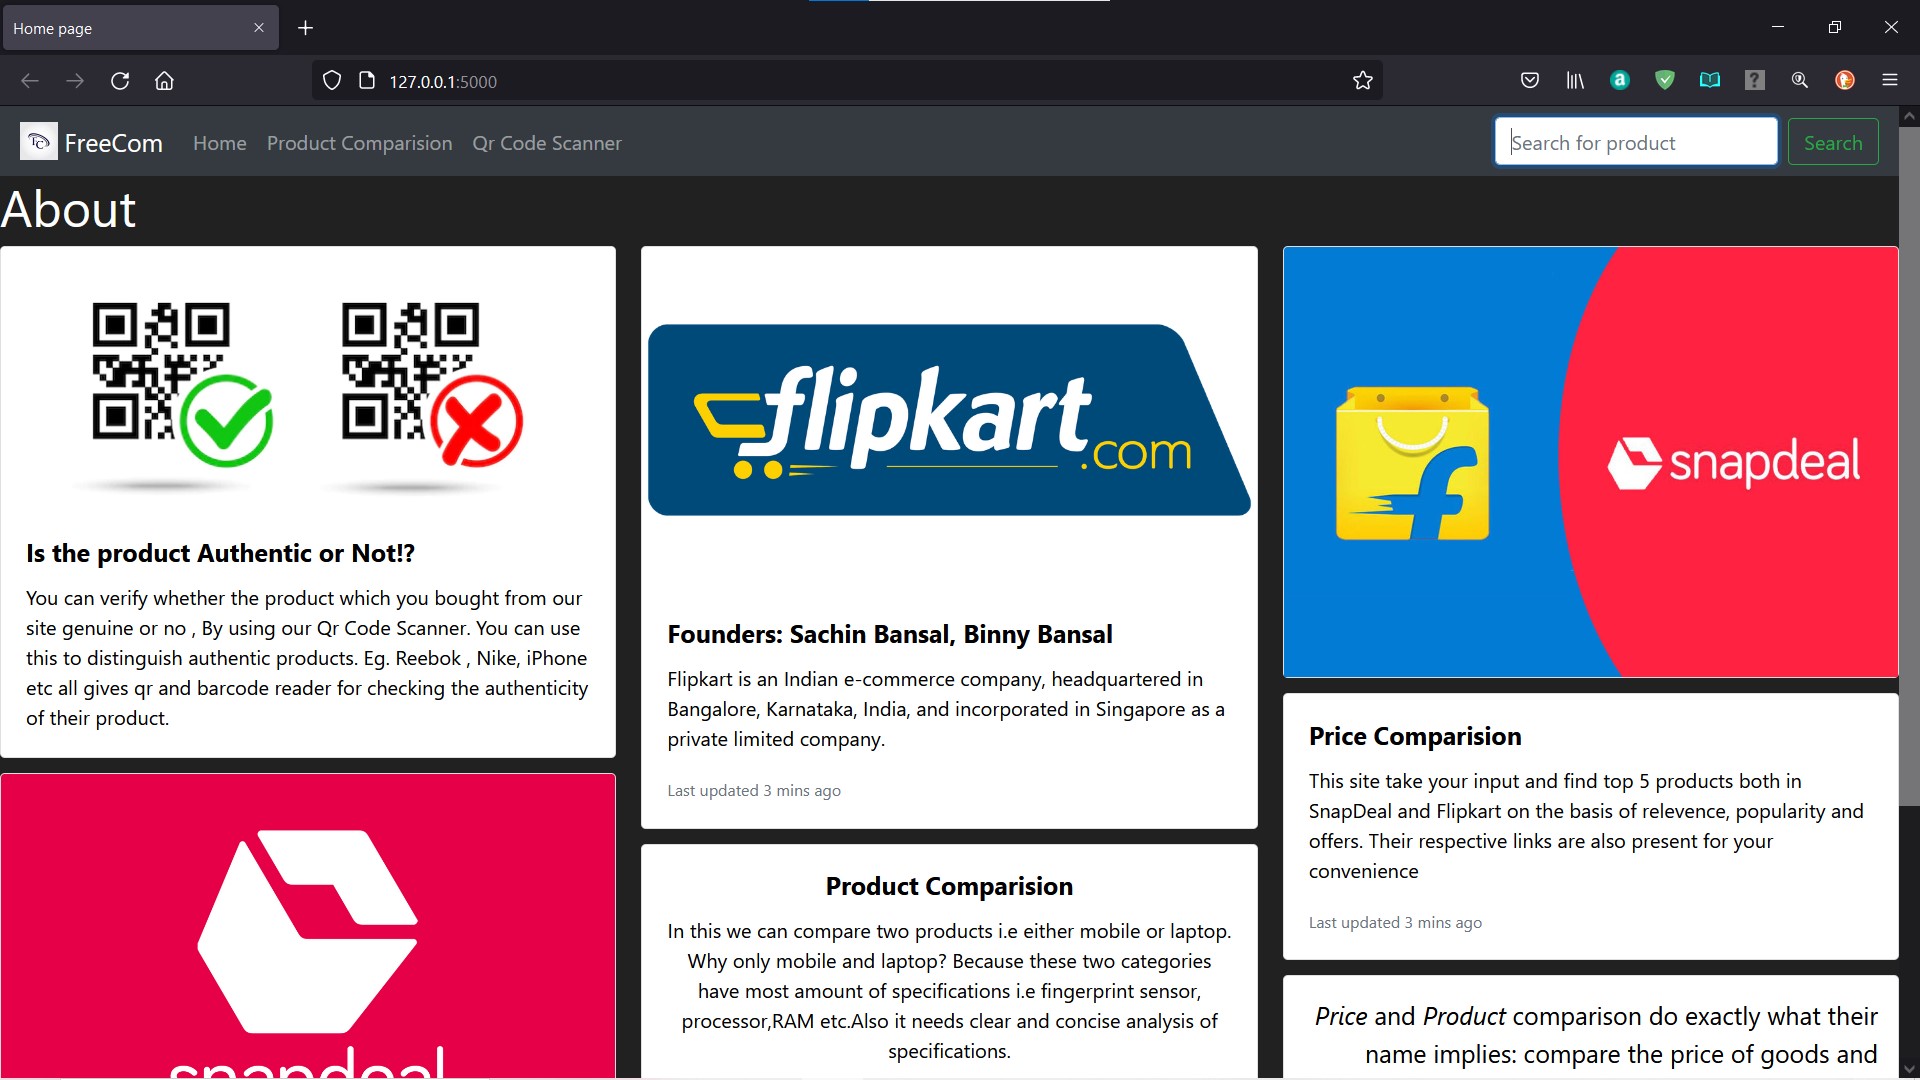 Home page
127.0.0.1:5000
FreeCom Home Product Comparision Qr Code Scanner Search for product Search
About
Is the product Authentic or Not!?
You can verify whether the product which you bought from our
site genuine or no , By using our Qr Code Scanner. You can use
this to distinguish authentic products. Eg. Reebok , Nike, iPhone
etc all gives qr and barcode reader for checking the authenticity
of their product.
snapdeal
flipkart.com
Founders: Sachin Bansal, Binny Bansal
Flipkart is an Indian e-commerce company, headquartered in
Bangalore, Karnataka, India, and incorporated in Singapore as a
private limited company.
Last updated 3 mins ago
Product Comparision
In this we can compare two products i.e either mobile or laptop.
Why only mobile and laptop? Because these two categories
have most amount of specifications i.e fingerprint sensor,
processor,RAM etc.Also it needs clear and concise analysis of
specifications.
f
snapdeal
Price Comparision
This site take your input and find top 5 products both in
SnapDeal and Flipkart on the basis of relevence, popularity and
offers. Their respective links are also present for your
convenience
Last updated 3 mins ago
Price and Product comparison do exactly what their
name implies: compare the price of goods and